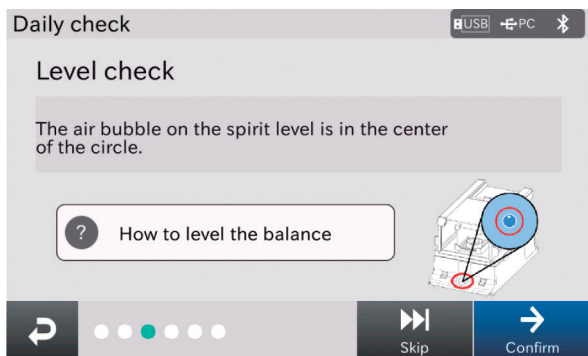 Daily check
USB PC
Level check
The air bubble on the spirit level is in the center
of the circle.
? How to level the balance
Skip
Confirm